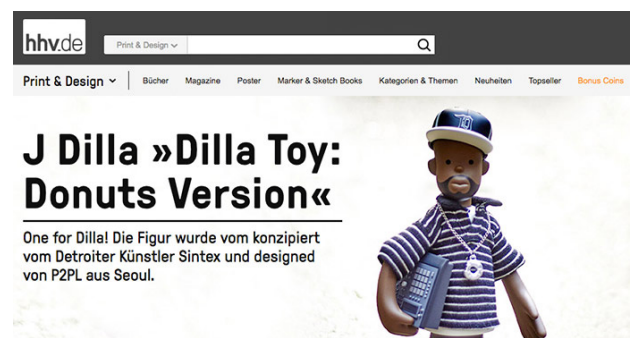 hhv.de
Print & Design
Print & Design
Bücher Magazine Poster Marker & Sketch Books Kategorien & Themen Neuheiten Topseller Bonus Coins
J Dilla »Dilla Toy:
Donuts Version«
One for Dilla! Die Figur wurde vom konzipiert
vom Detroiter Künstler Sintex und designed
von P2PL aus Seoul.
D